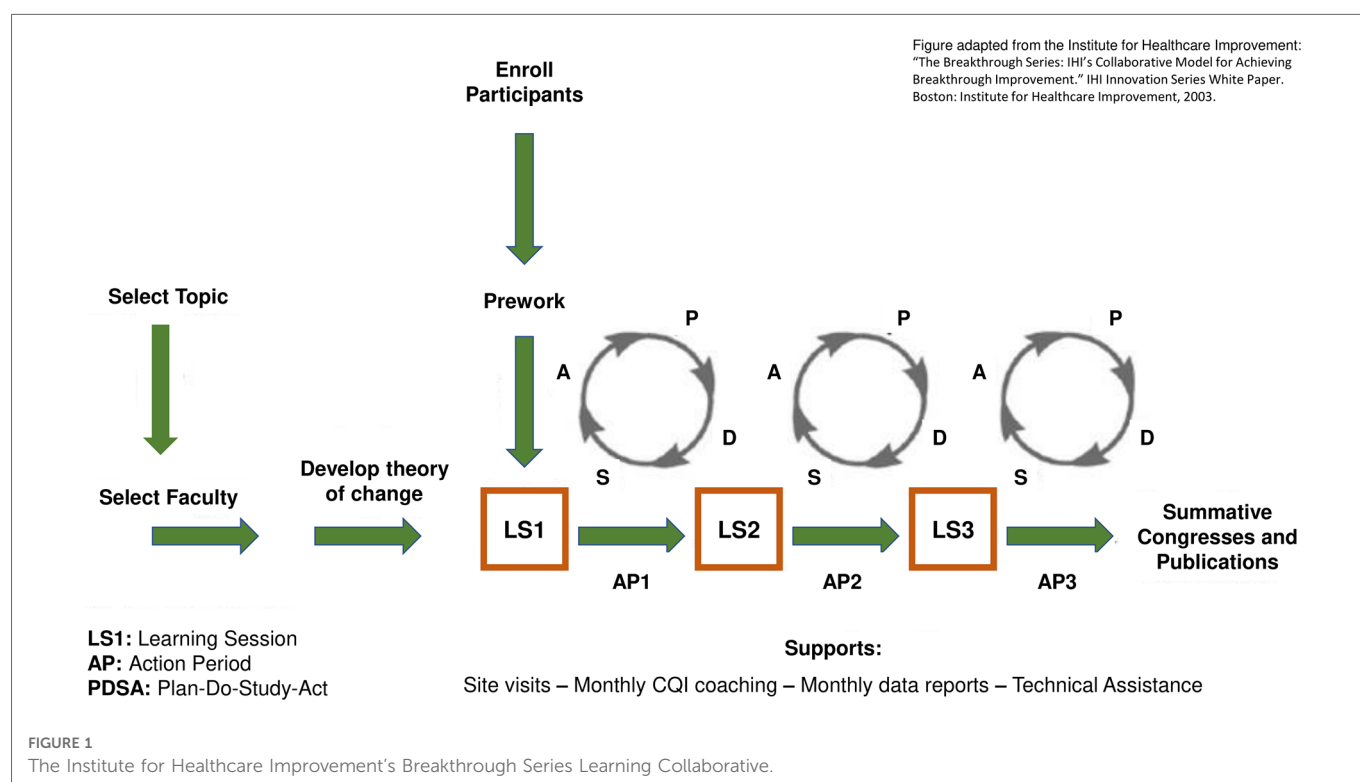 Figure adapted from the Institute for Healthcare Improvement:
“The Breakthrough Series: IHI’s Collaborative Model for Achieving
Breakthrough Improvement.” IHI Innovation Series White Paper.
Boston: Institute for Healthcare Improvement, 2003.
Enroll
Participants
Select Topic
Prework
P
A
D
S
P
A
D
S
P
A
D
S
Select Faculty
Develop theory
of change
LS1
AP1
LS2
AP2
LS3
AP3
Summative
Congresses and
Publications
LS1: Learning Session
AP: Action Period
PDSA: Plan-Do-Study-Act
Supports:
Site visits – Monthly CQI coaching – Monthly data reports – Technical Assistance
FIGURE 1
The Institute for Healthcare Improvement’s Breakthrough Series Learning Collaborative.